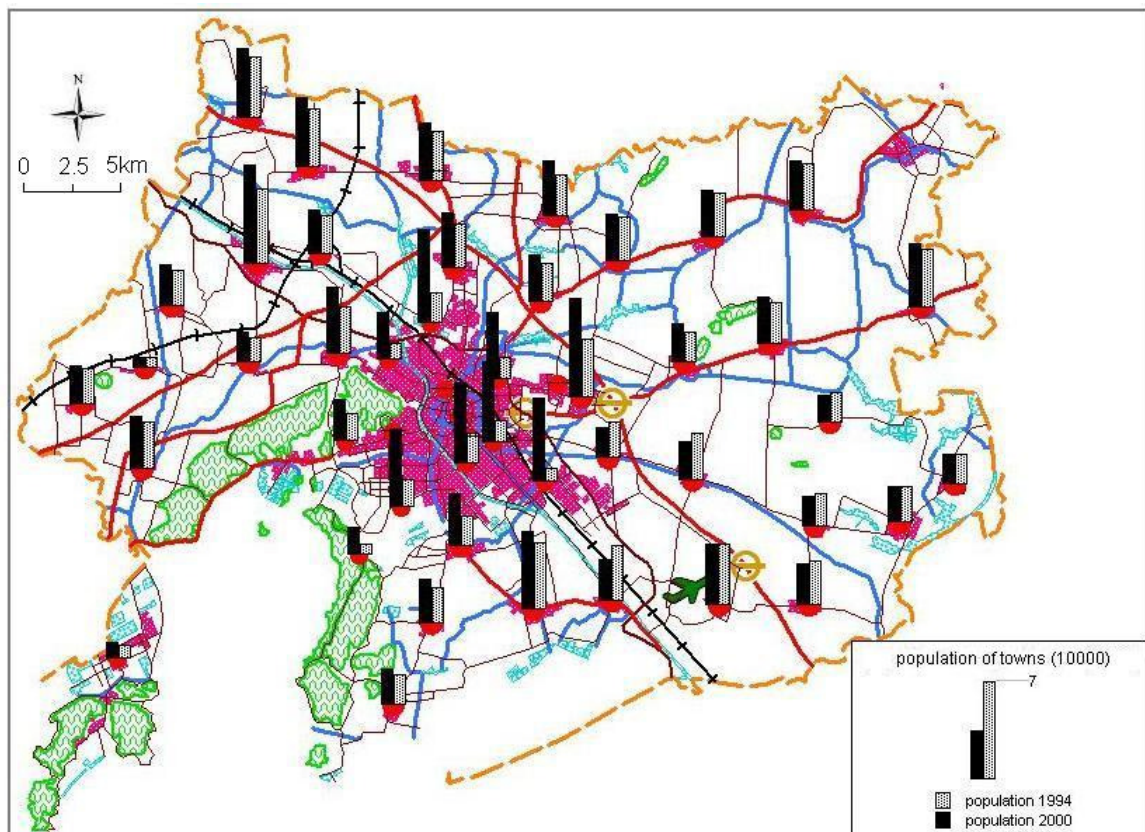 N
0 2.5 5km
population of towns (10000)
7
population 1994
population 2000